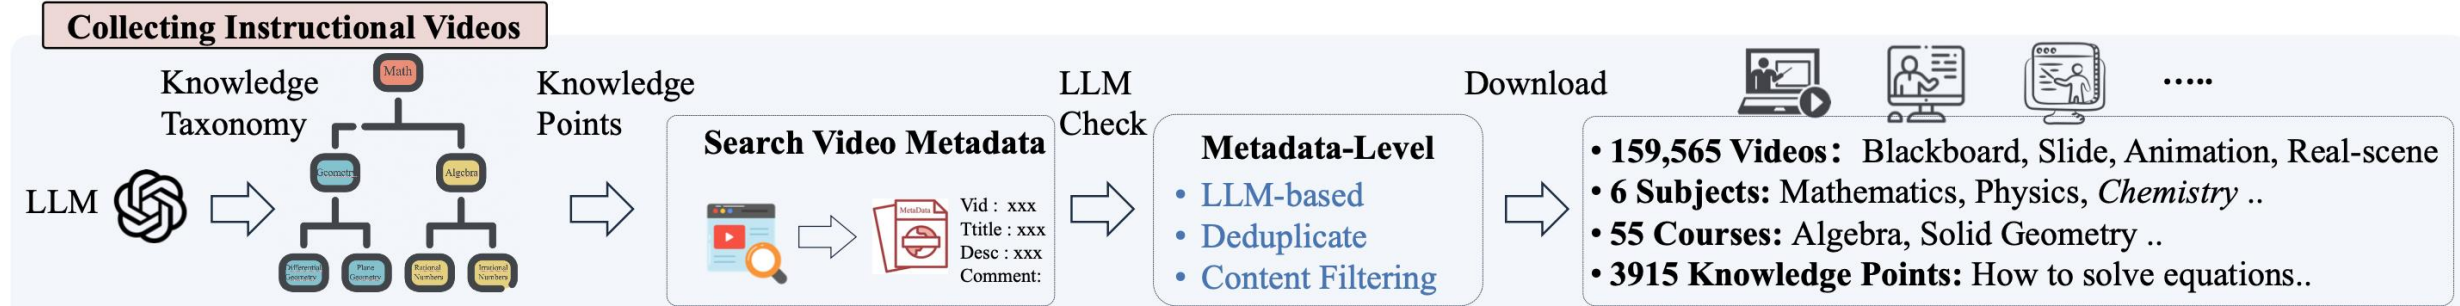 Collecting Instructional Videos
LLM
Knowledge
Taxonomy
Math
Geometry
Algebra
Differential
Geometry
Plane
Geometry
Rational
Numbers
Irrational
Numbers
Knowledge
Points
Search Video Metadata
MetaData
Vid : xxx
Ttitle : xxx
Desc : xxx
Comment:
LLM
Check
Metadata-Level
• LLM-based
• Deduplicate
• Content Filtering
Download
.....
• 159,565 Videos: Blackboard, Slide, Animation, Real-scene
• 6 Subjects: Mathematics, Physics, Chemistry ..
• 55 Courses: Algebra, Solid Geometry ..
• 3915 Knowledge Points: How to solve equations..